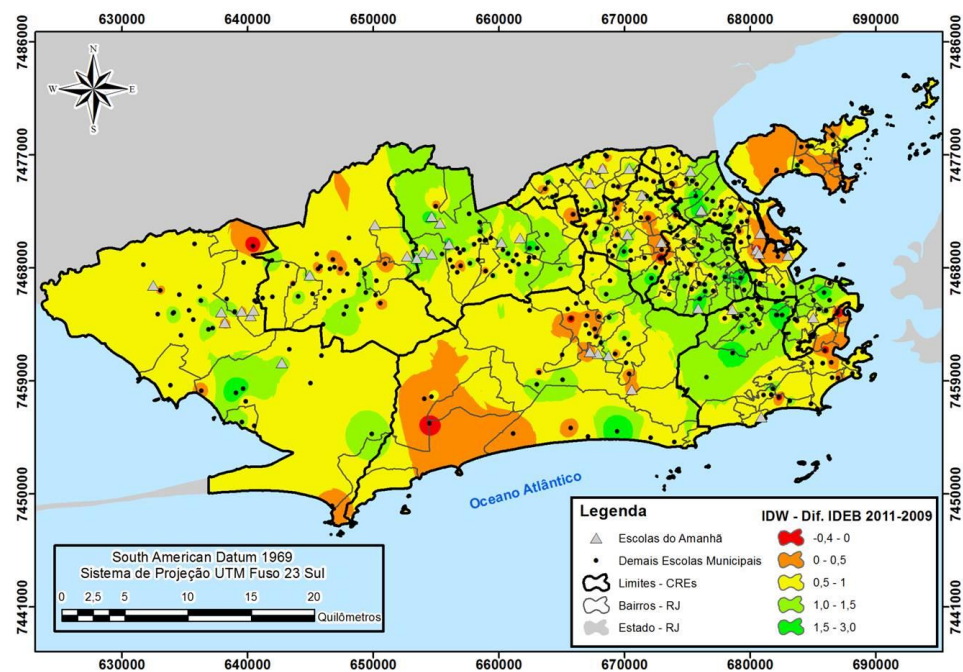 630000 640000 650000 660000 670000 680000 690000
7486000 7486000
N
W E
S
7477000 7477000
7468000 7468000
7459000 7459000
7450000 7450000
7441000 7441000
Oceano Atlântico
South American Datum 1969
Sistema de Projeção UTM Fuso 23 Sul
0 2,5 5 10 15 20
Quilômetros
Legenda
Escolas do Amanhã
Demais Escolas Municipais
Limites - CREs
Bairros - RJ
Estado - RJ
IDW - Dif. IDEB 2011-2009
-0,4 - 0
0 - 0,5
0,5 - 1
1,0 - 1,5
1,5 - 3,0
630000 640000 650000 660000 670000 680000 690000